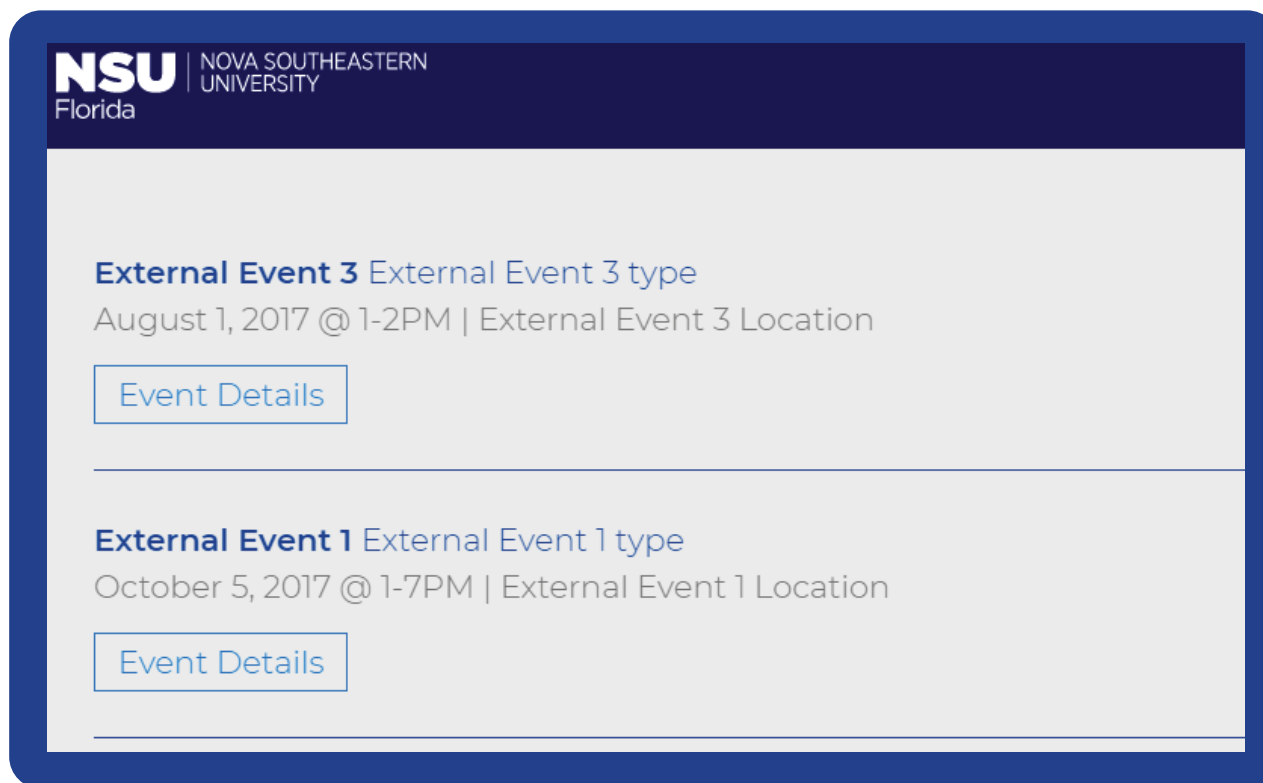 NSU NOVA SOUTHEASTERN
UNIVERSITY
Florida
External Event 3 External Event 3 type
August 1, 2017 @ 1-2PM | External Event 3 Location
Event Details
External Event 1 External Event 1 type
October 5, 2017 @ 1-7PM | External Event 1 Location
Event Details